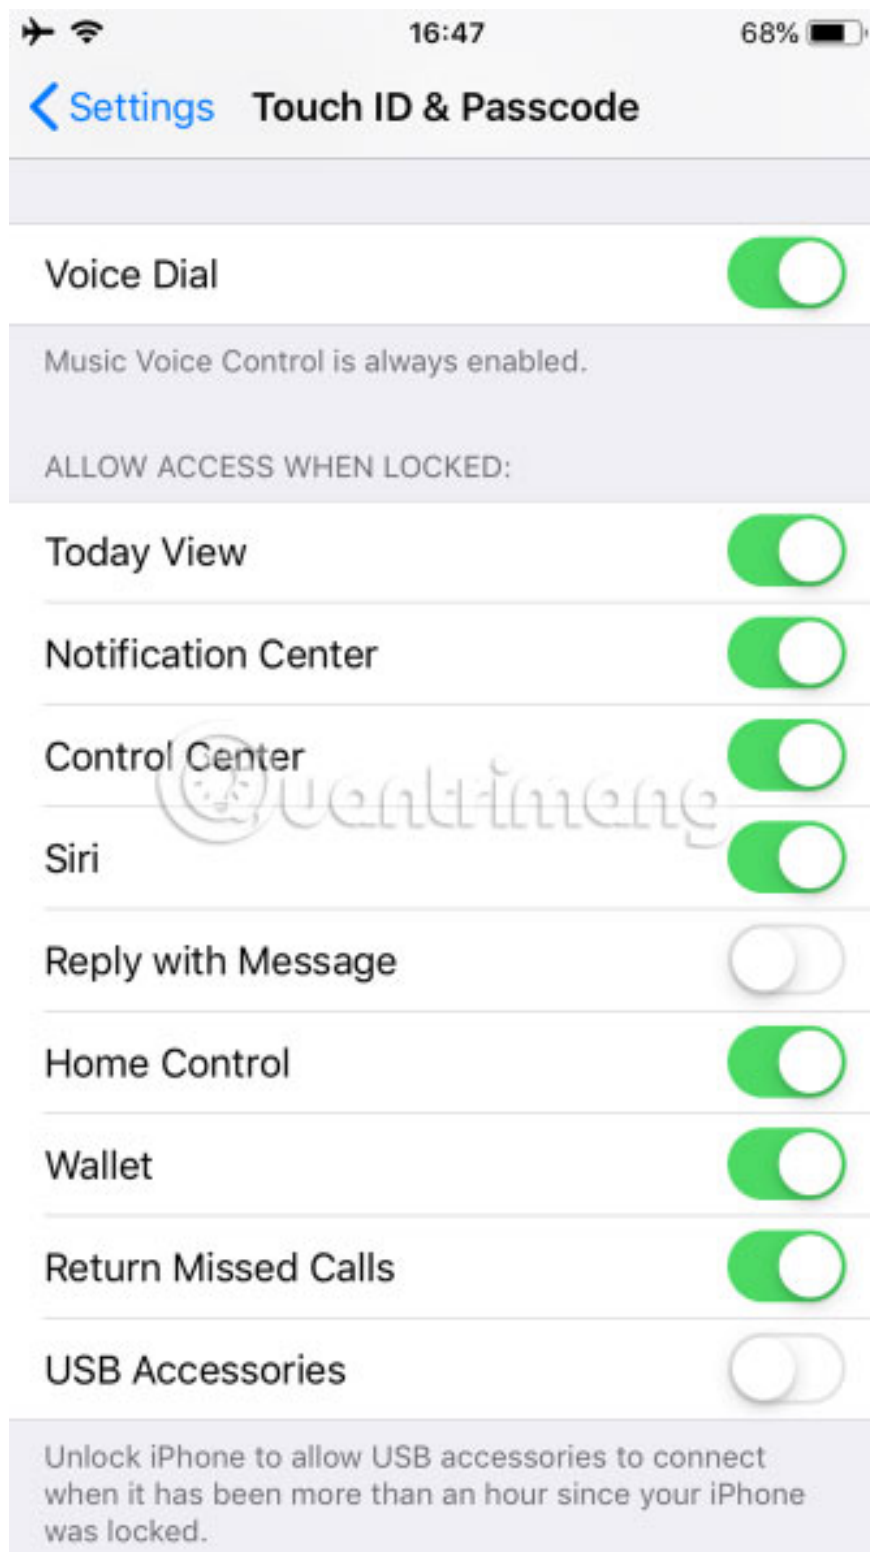 16:47
68%
Settings
Touch ID & Passcode
Voice Dial
Music Voice Control is always enabled.
ALLOW ACCESS WHEN LOCKED:
Today View
Notification Center
Control Center
Quantrimang
Siri
Reply with Message
Home Control
Wallet
Return Missed Calls
USB Accessories
Unlock iPhone to allow USB accessories to connect
when it has been more than an hour since your iPhone
was locked.